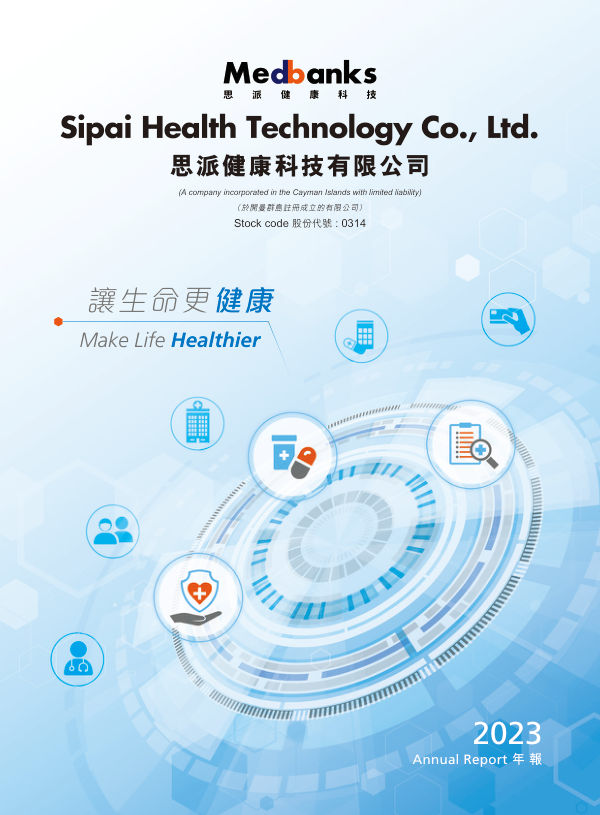 Medbanks
思派健康科技
Sipai Health Technology Co., Ltd.
思派健康科技有限公司
(A company incorporated in the Cayman Islands with limited liability)
（於開曼群島註冊成立的有限公司）
Stock code 股份代號 : 0314
讓生命更健康
Make Life Healthier
2023
Annual Report 年 報